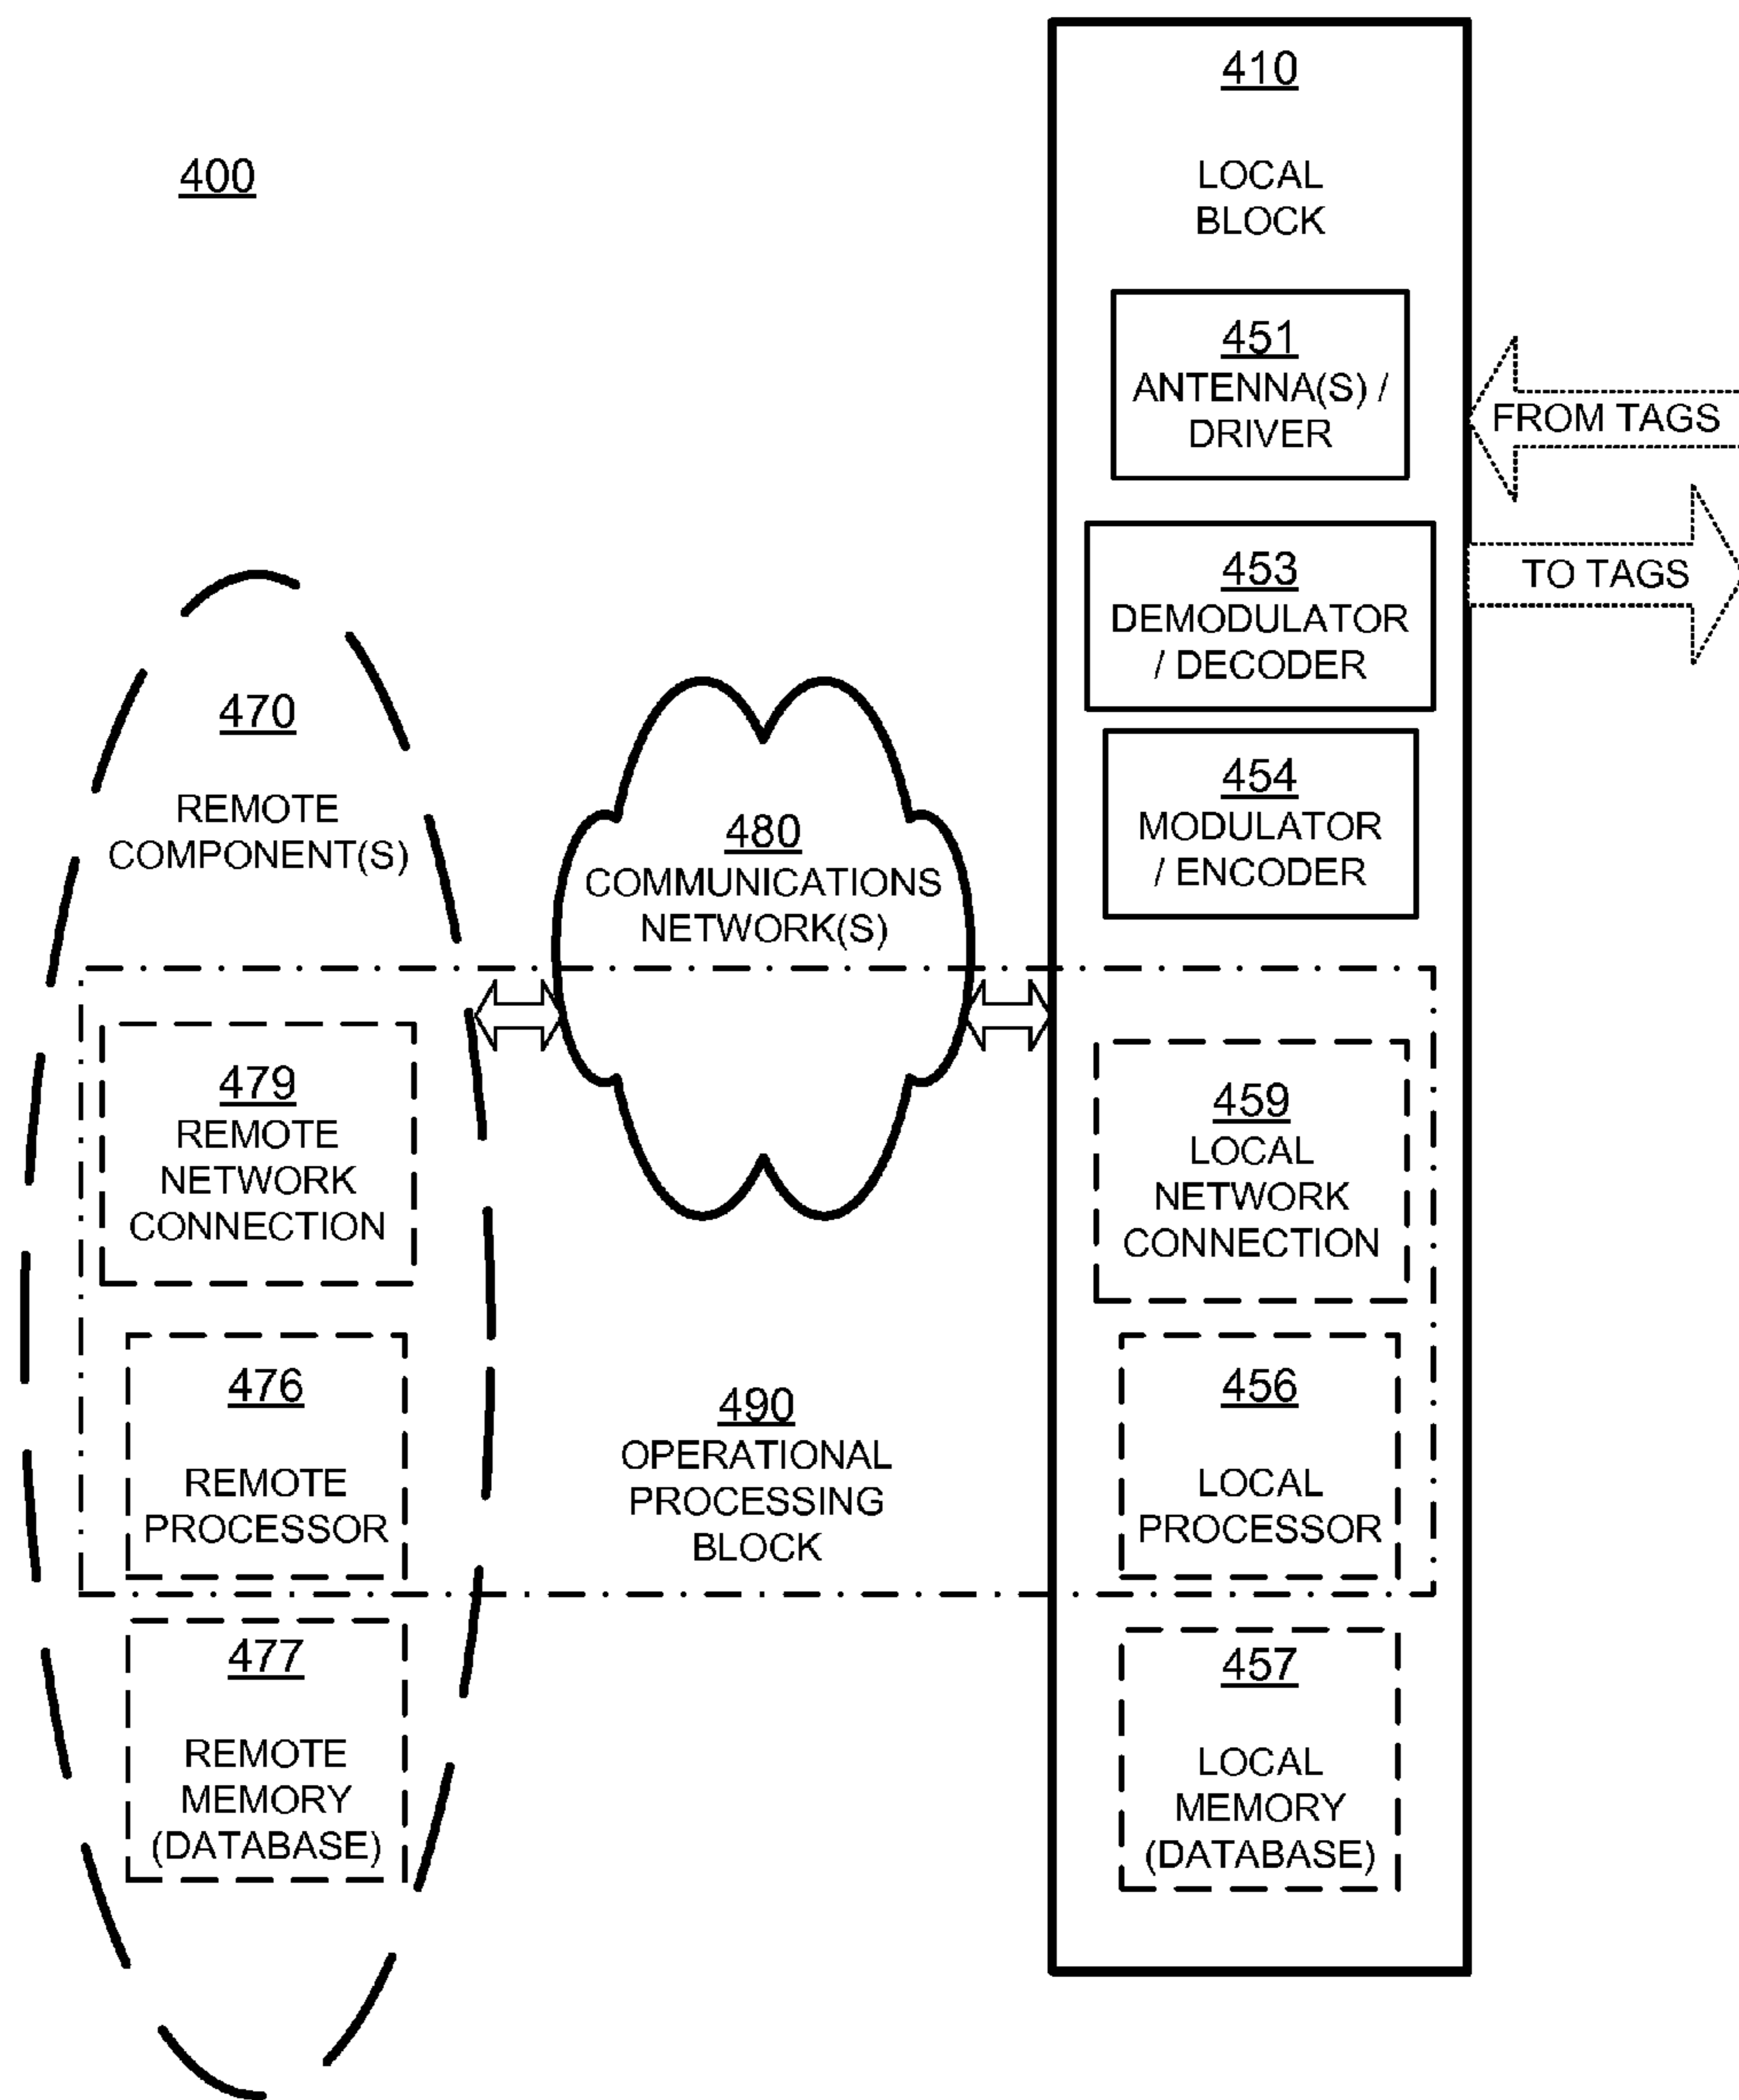 400
410
LOCAL
BLOCK
451
ANTENNA(S) /
DRIVER
FROM TAGS
TO TAGS
453
DEMODULATOR
/ DECODER
454
MODULATOR
/ ENCODER
470
REMOTE
COMPONENT(S)
480
COMMUNICATIONS
NETWORK(S)
479
REMOTE
NETWORK
CONNECTION
459
LOCAL
NETWORK
CONNECTION
476
REMOTE
PROCESSOR
490
OPERATIONAL
PROCESSING
BLOCK
456
LOCAL
PROCESSOR
477
REMOTE
MEMORY
(DATABASE)
457
LOCAL
MEMORY
(DATABASE)